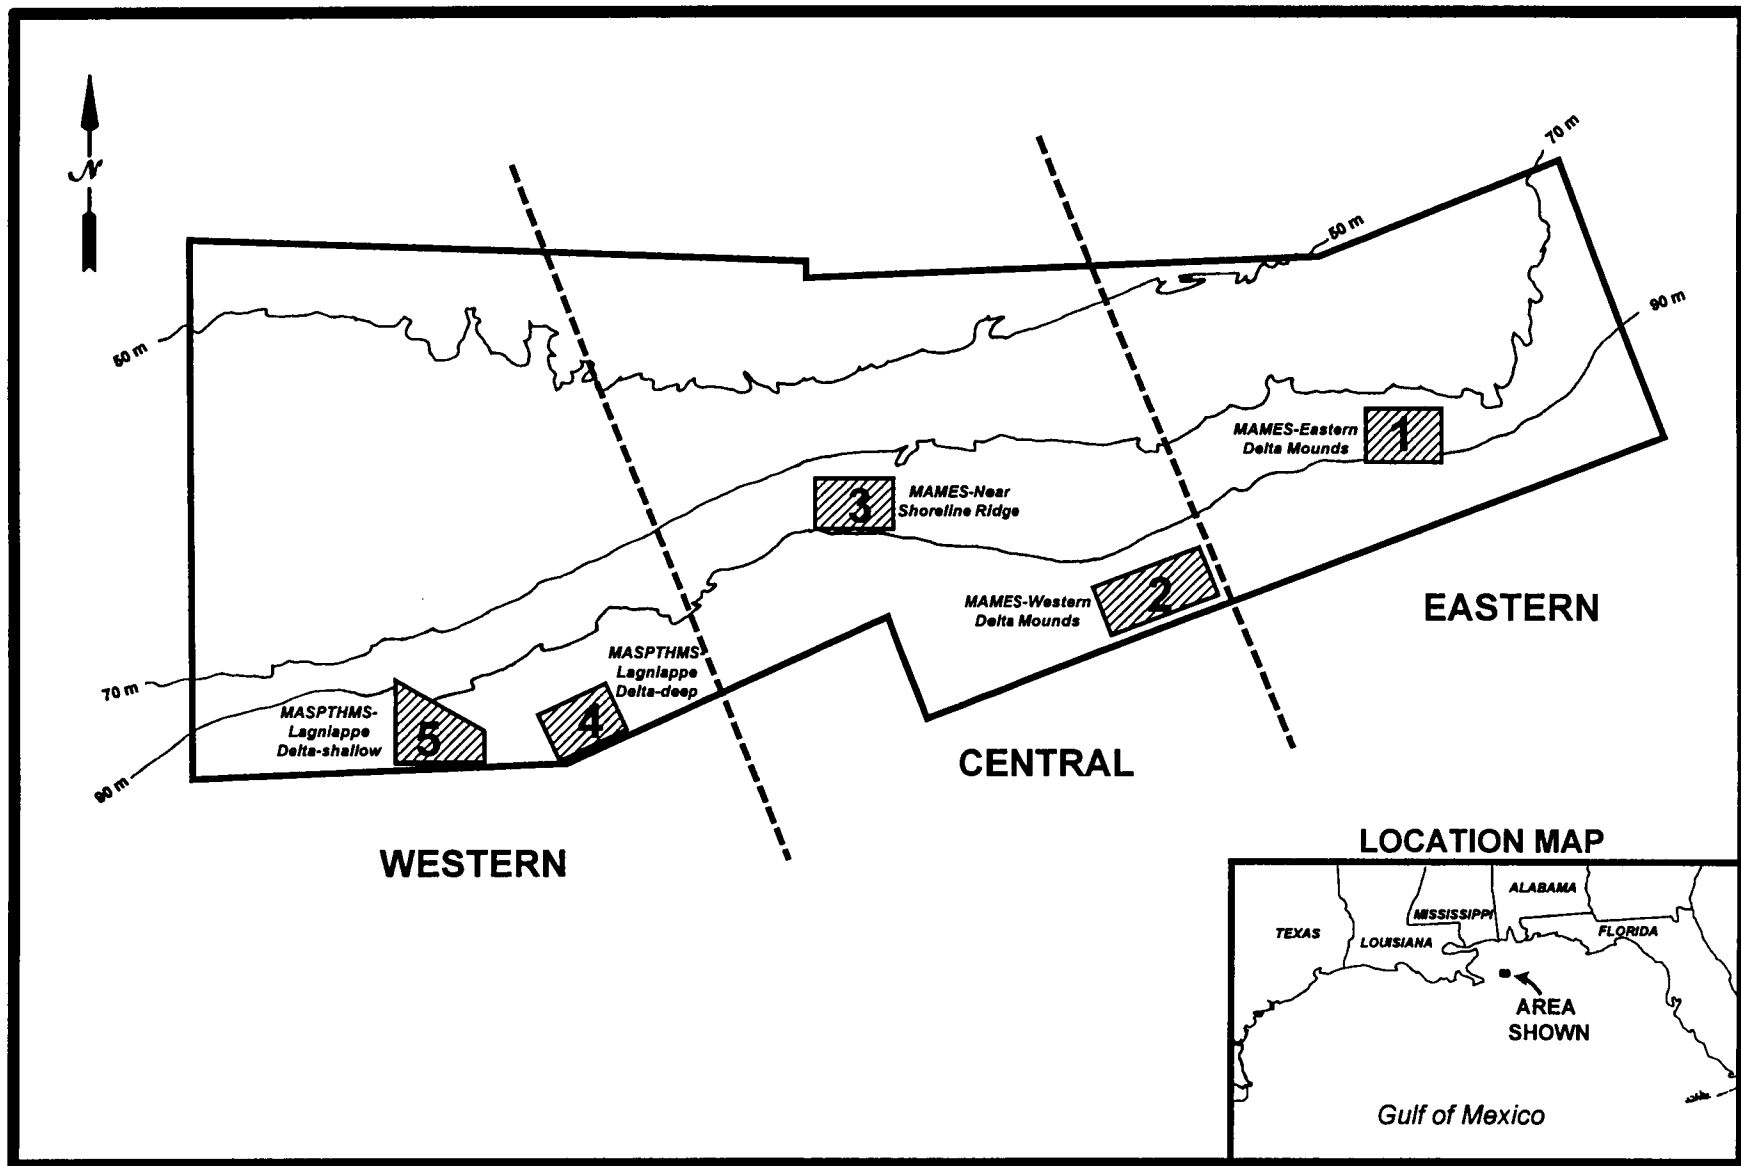 N
70 m
50 m
90 m
50 m
MAMES-Eastern
Delta Mounds
1
3
MAMES-Near
Shoreline Ridge
MAMES-Western
Delta Mounds
2
EASTERN
MASPTHMS-
Lagniappe
Delta-deep
4
70 m
MASPTHMS-
Lagniappe
Delta-shallow
5
90 m
CENTRAL
WESTERN
LOCATION MAP
ALABAMA
MISSISSIPPI
TEXAS
LOUISIANA
FLORIDA
AREA
SHOWN
Gulf of Mexico